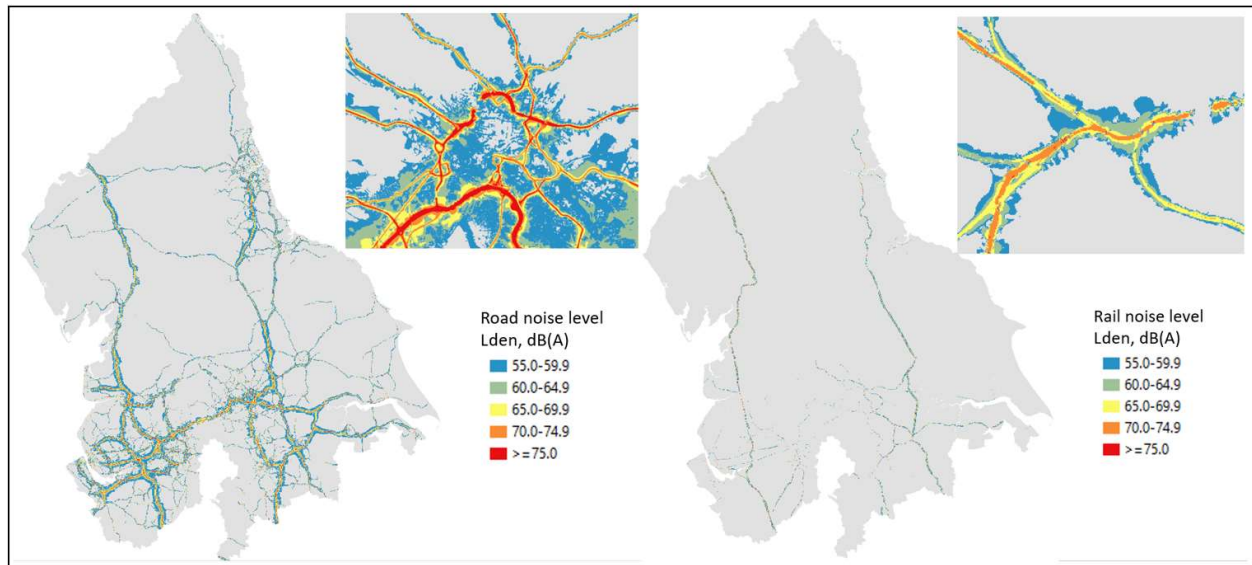 Road noise level
Lden, dB(A)
55.0-59.9
60.0-64.9
65.0-69.9
70.0-74.9
>=75.0
Rail noise level
Lden, dB(A)
55.0-59.9
60.0-64.9
65.0-69.9
70.0-74.9
>=75.0